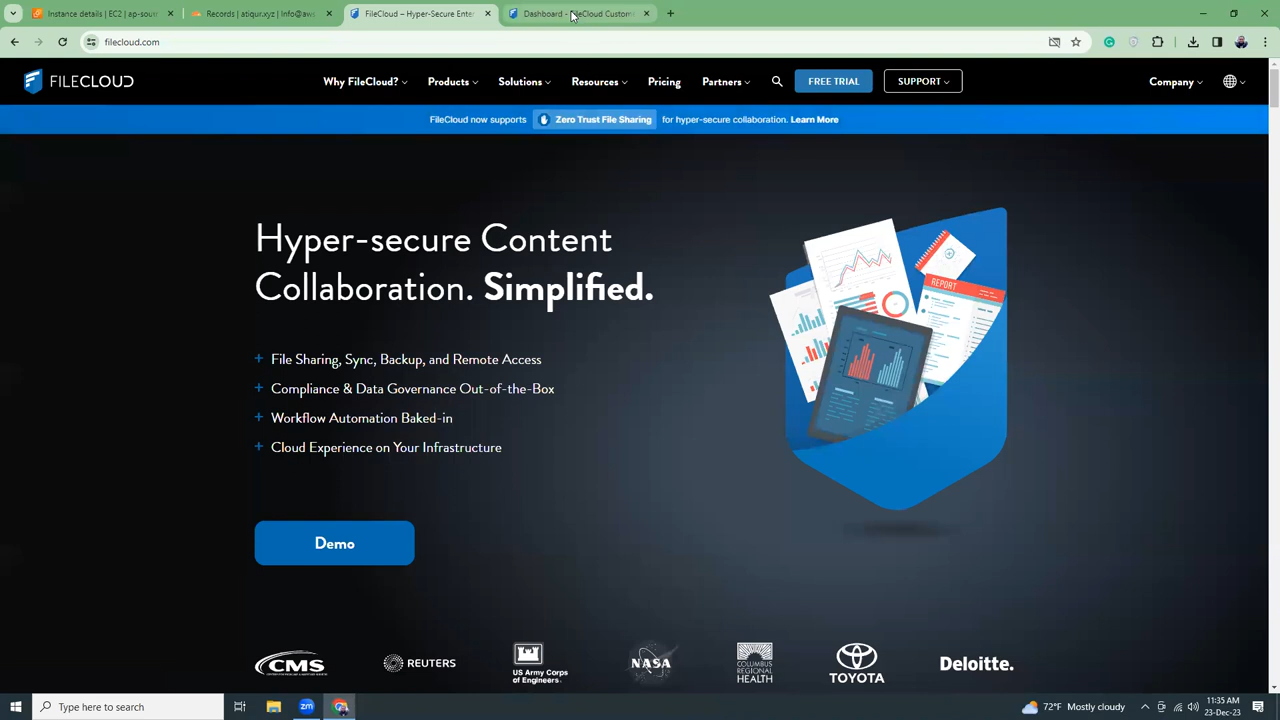 Instance details | EC2 | ap-sou
Records | atiqur.xyz | Info@aws
FileCloud – Hyper-Secure Enter
Dashboard - FileCloud Custom
filecloud.com
FILECLOUD
Why FileCloud?
Products
Solutions
Resources
Pricing
Partners
FREE TRIAL
SUPPORT
Company
FileCloud now supports Zero Trust File Sharing for hyper-secure collaboration. Learn More
Hyper-secure Content
Collaboration. Simplified.
+ File Sharing, Sync, Backup, and Remote Access
+ Compliance & Data Governance Out-of-the-Box
+ Workflow Automation Baked-in
+ Cloud Experience on Your Infrastructure
REPORT
Demo
CMS
REUTERS
US Army Corps
of Engineers
NASA
COLUMBUS
REGIONAL
HEALTH
TOYOTA
Deloitte.
Type here to search
zm
72°F Mostly cloudy
11:35 AM
23-Dec-23